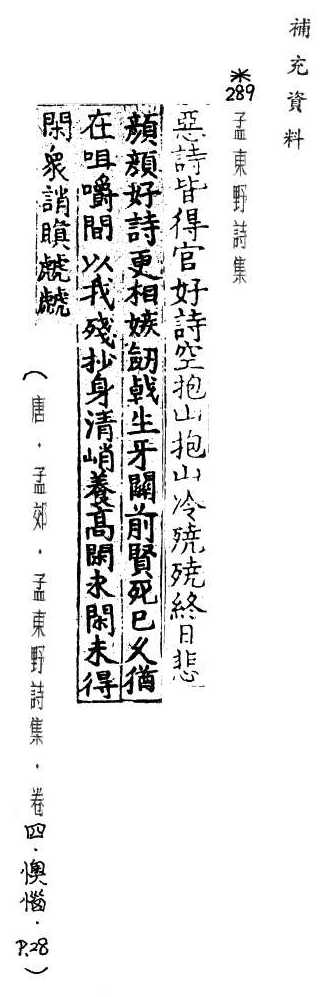 補充資料
*289 孟東野詩集
惡詩皆得官好詩空抱山抱山冷殑殑終日悲
顏顏好詩更相嫉劒戟生牙關前賢死已久猶
在咀嚼間以我殘抄身清峭養高閑求閑未得
閑眾誚瞋虤虤
(唐.孟郊.孟東野詩集.卷四.懊惱.P.28)